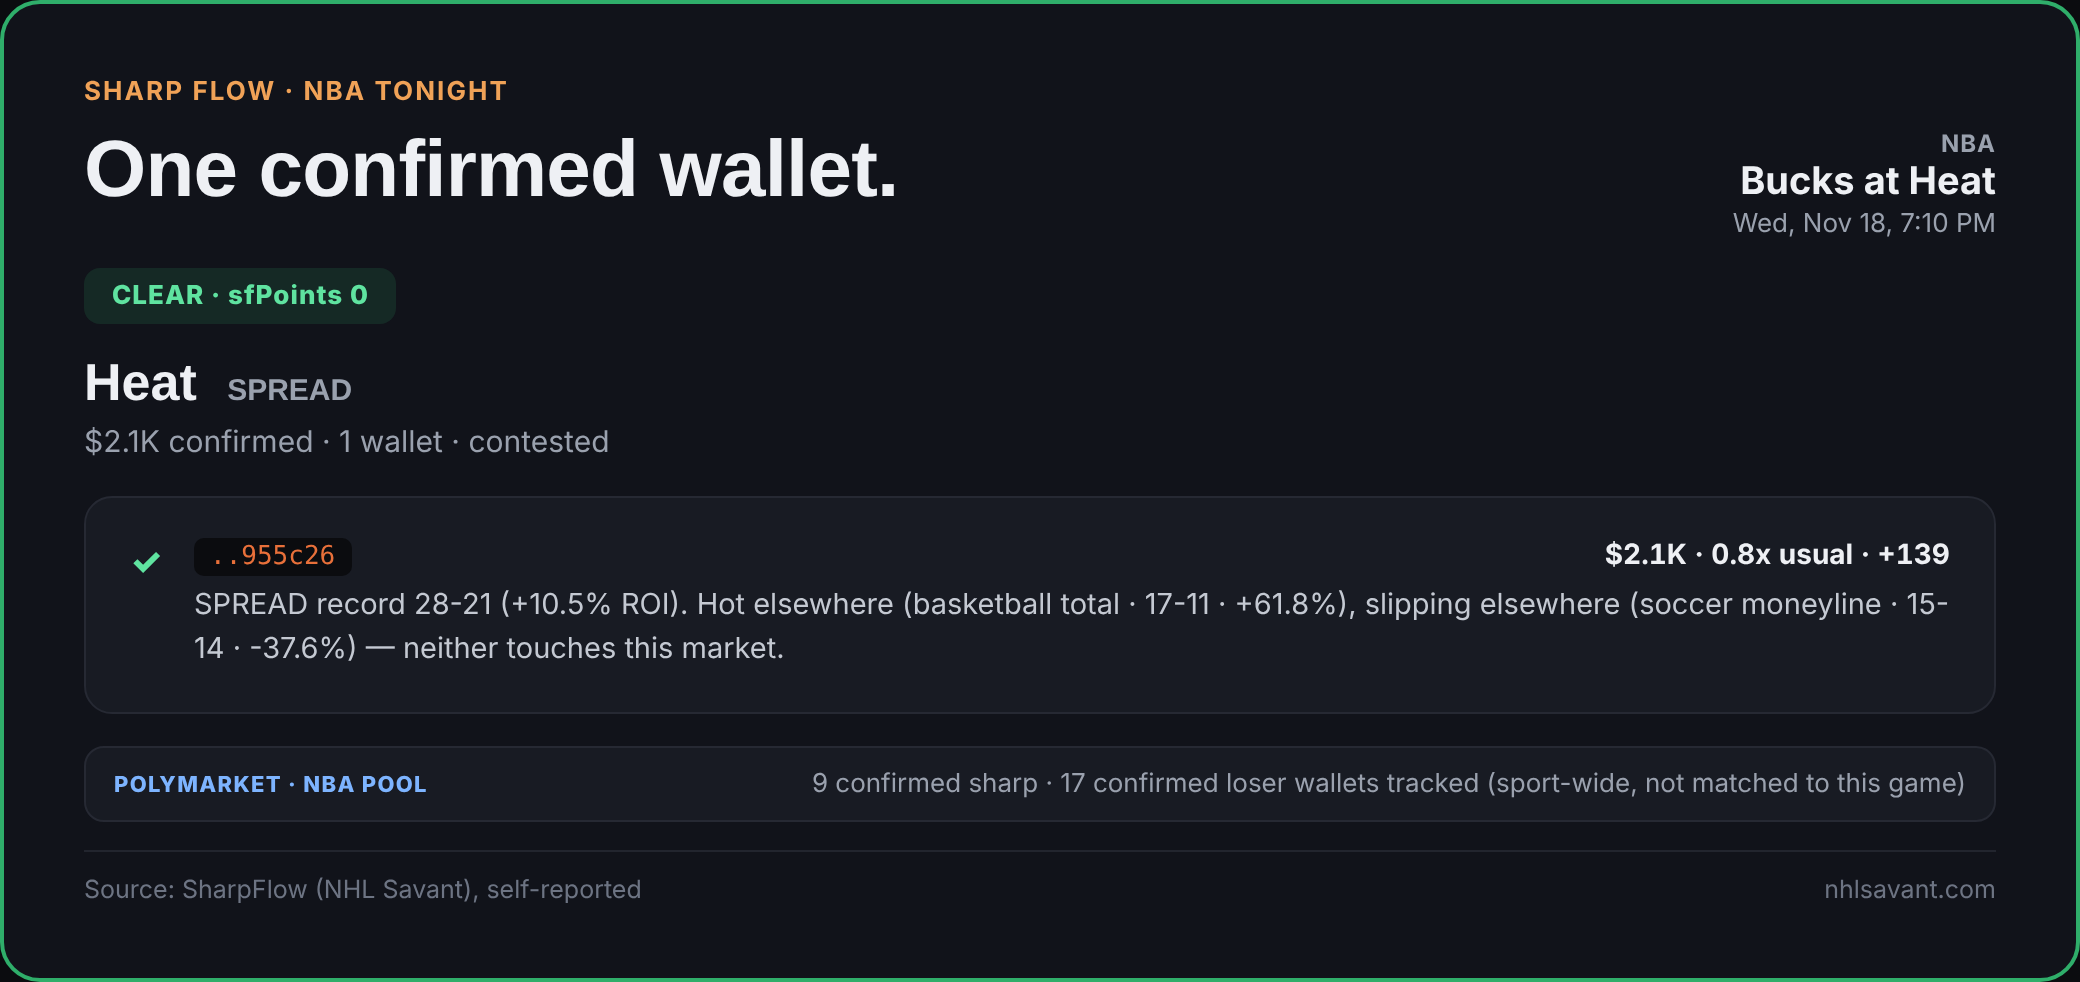 SHARP FLOW · NBA TONIGHT
One confirmed wallet.
NBA
Bucks at Heat
Wed, Nov 18, 7:10 PM
CLEAR · sfPoints 0
Heat SPREAD
$2.1K confirmed · 1 wallet · contested
..955c26
$2.1K · 0.8x usual · +139
SPREAD record 28-21 (+10.5% ROI). Hot elsewhere (basketball total · 17-11 · +61.8%), slipping elsewhere (soccer moneyline · 15-
14 · -37.6%) — neither touches this market.
POLYMARKET · NBA POOL
9 confirmed sharp · 17 confirmed loser wallets tracked (sport-wide, not matched to this game)
Source: SharpFlow (NHL Savant), self-reported
nhlsavant.com